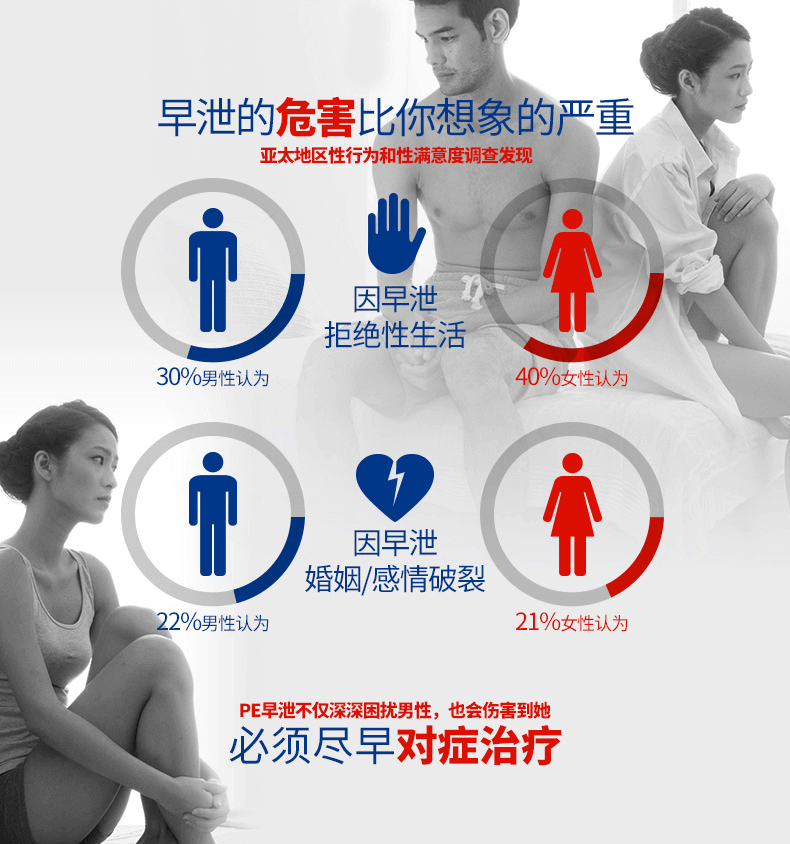 早泄的危害比你想象的严重
亚太地区性行为和性满意度调查发现
因早泄
拒绝性生活
30%男性认为
40%女性认为
因早泄
婚姻/感情破裂
22%男性认为
21%女性认为
PE早泄不仅深深困扰男性，也会伤害到她
必须尽早对症治疗